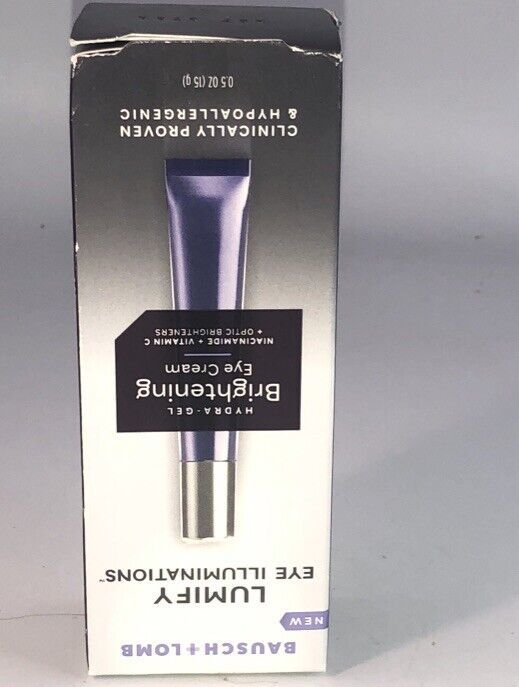 BAUSCH + LOMB
NEW
LUMIFY
EYE ILLUMINATIONS™
HYDRA-GEL
Brightening
Eye Cream
NIACINAMIDE + VITAMIN C
+ OPTIC BRIGHTENERS
CLINICALLY PROVEN
& HYPOALLERGENIC
0.5 OZ (15 g)